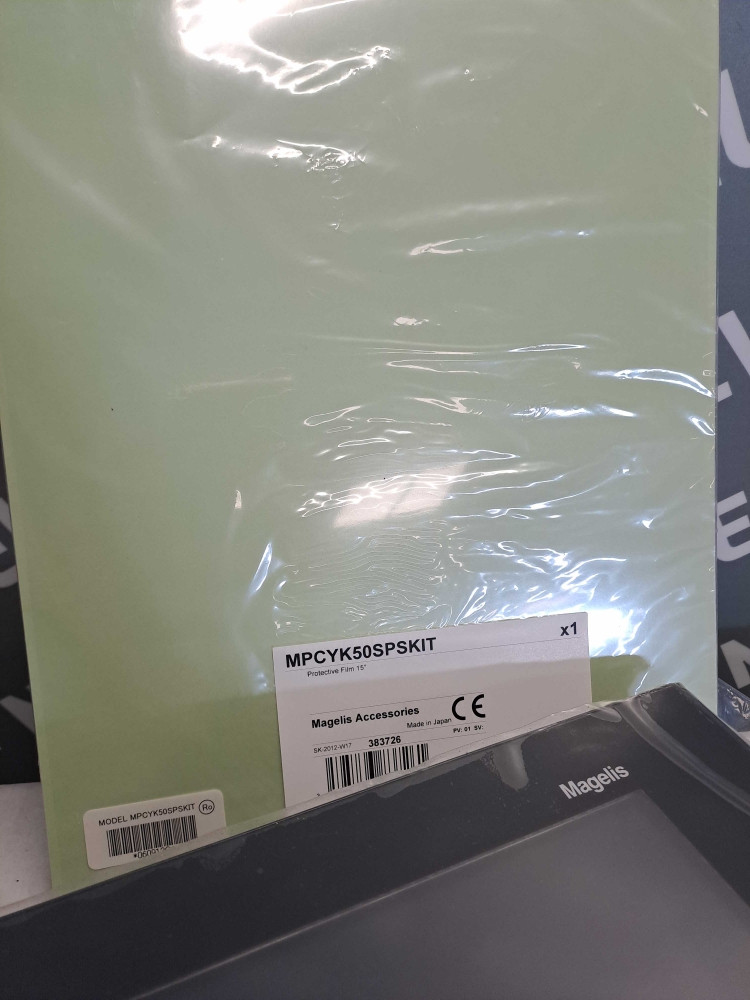 MPCYK50SPSKIT x1
Protective Film 15"
Magelis Accessories CE
Made in Japan
PV: 01 SV:
SK-2012-W17 383726
MODEL MPCYK50SPSKIT Ro
Magelis